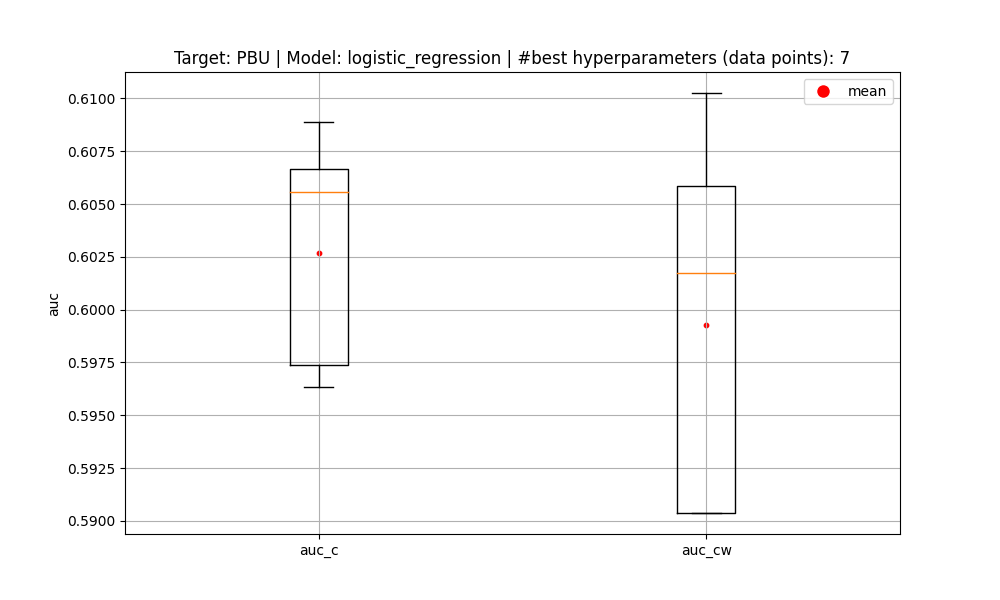 Target: PBU | Model: logistic_regression | #best hyperparameters (data points): 7
mean
0.6100
0.6075
0.6050
0.6025
0.6000
0.5975
0.5950
0.5925
0.5900
auc
auc_c
auc_cw